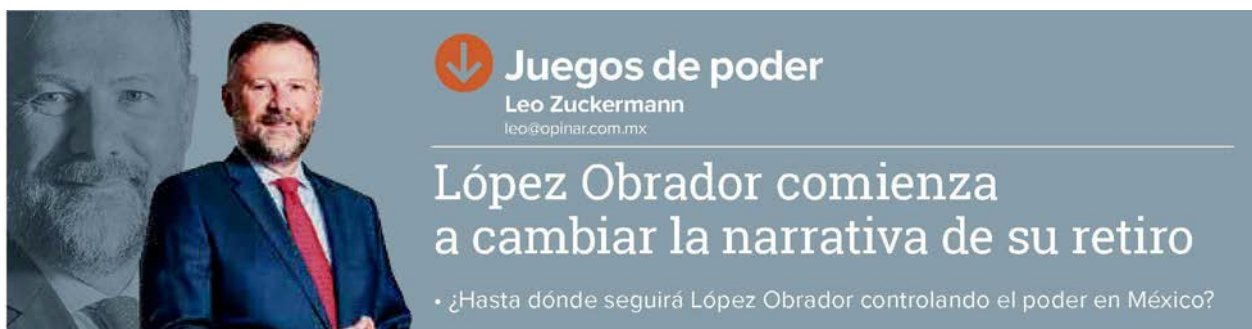 Juegos de poder
Leo Zuckermann
leo@opinar.com.mx
López Obrador comienza
a cambiar la narrativa de su retiro
• ¿Hasta dónde seguirá López Obrador controlando el poder en México?